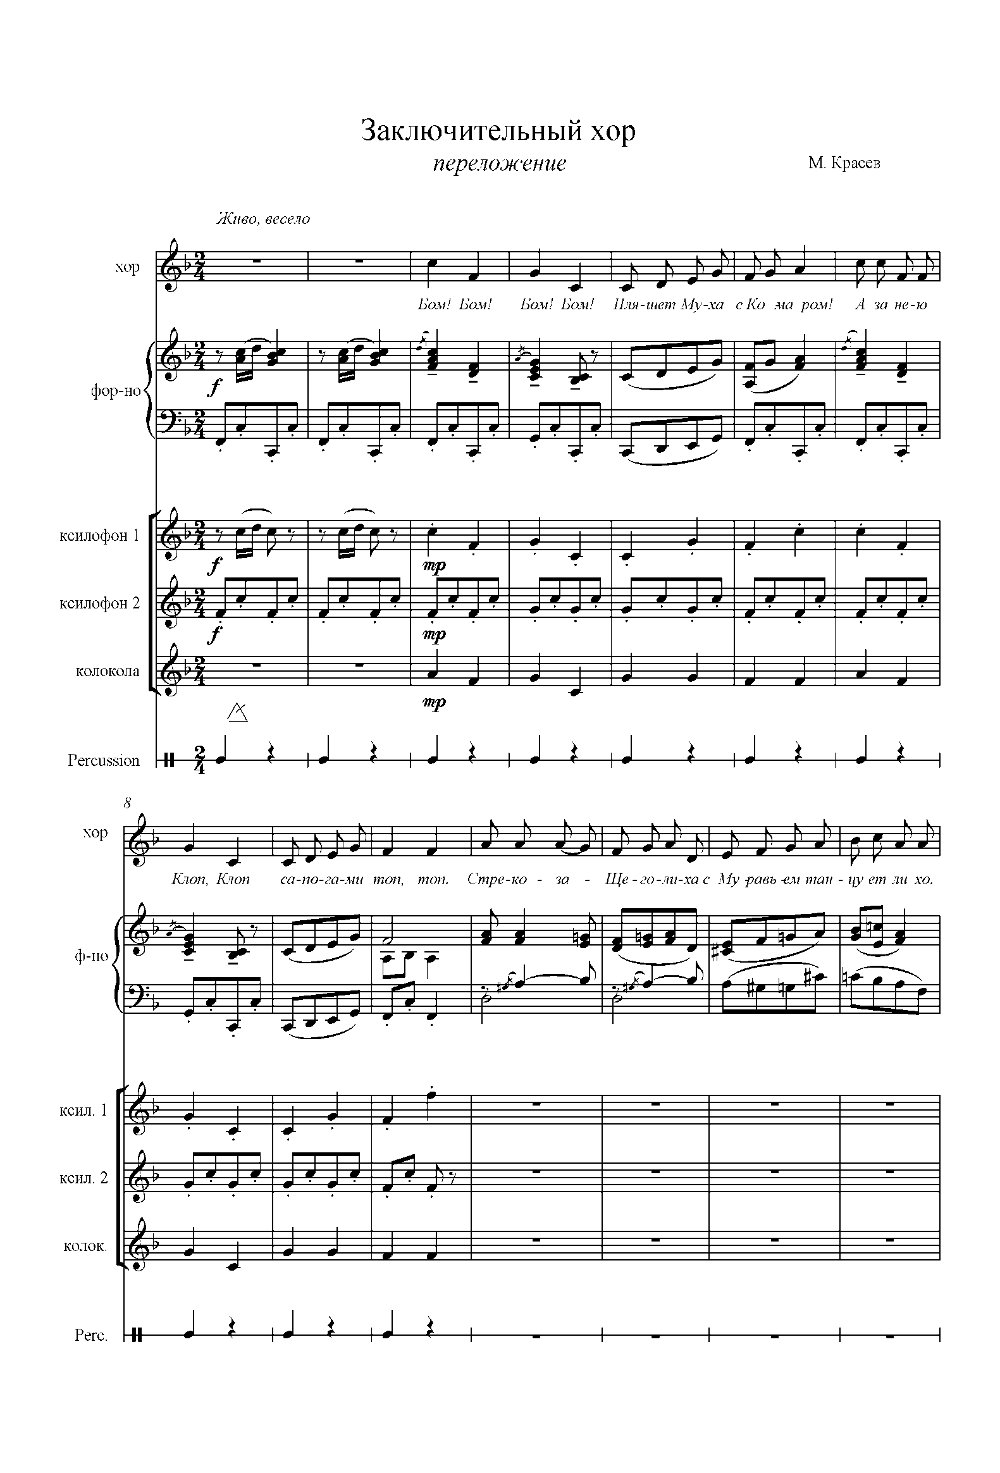 Заключительный хор
переложение
М. Красев
Живо, весело
хор
Бом! Бом! Бом! Бом! Пля-шет Му-ха с Ко ма ром! А за не-ю
фор-но
f
ксилофон 1
f
mp
ксилофон 2
f
mp
колокола
mp
Percussion
8
хор
Клоп, Клоп са-по-га-ми топ, топ. Стре-ко - за - Ще-го-ли-ха с Му-равь-ем тан-цу ет ли хо.
ф-но
ксил. 1
ксил. 2
колок.
Perc.